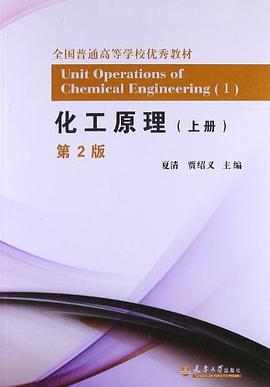 全国普通高等学校优秀教材
Unit Operations of
Chemical Engineering (Ⅰ)
化工原理（上册）
第2版
夏清 贾绍义 主编
天津大学出版社